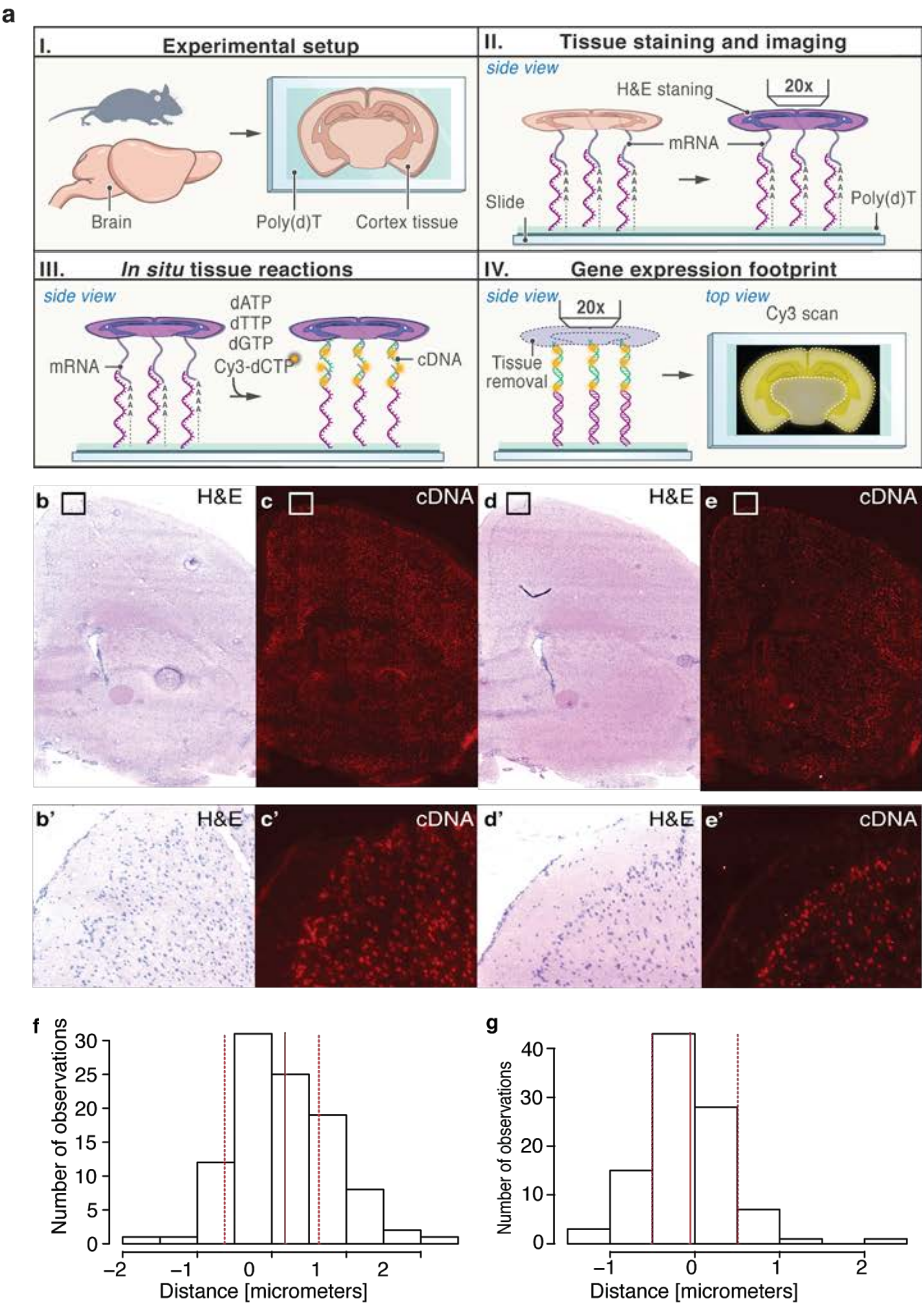 a
I. Experimental setup
Brain
Poly(d)T
Cortex tissue
II. Tissue staining and imaging
side view
H&E staning
20x
mRNA
A
A
A
A
A
A
A
A
Slide
Poly(d)T
III. In situ tissue reactions
side view
dATP
dTTP
dGTP
Cy3-dCTP
mRNA
cDNA
A
A
A
A
A
A
A
A
IV. Gene expression footprint
side view
20x
top view
Cy3 scan
Tissue
removal
b H&E
c cDNA
d H&E
e cDNA
b' H&E
c' cDNA
d' H&E
e' cDNA
f
Number of observations
30
25
20
15
10
5
0
−2 −1 0 1 2
Distance [micrometers]
g
Number of observations
40
30
20
10
0
−1 0 1 2
Distance [micrometers]